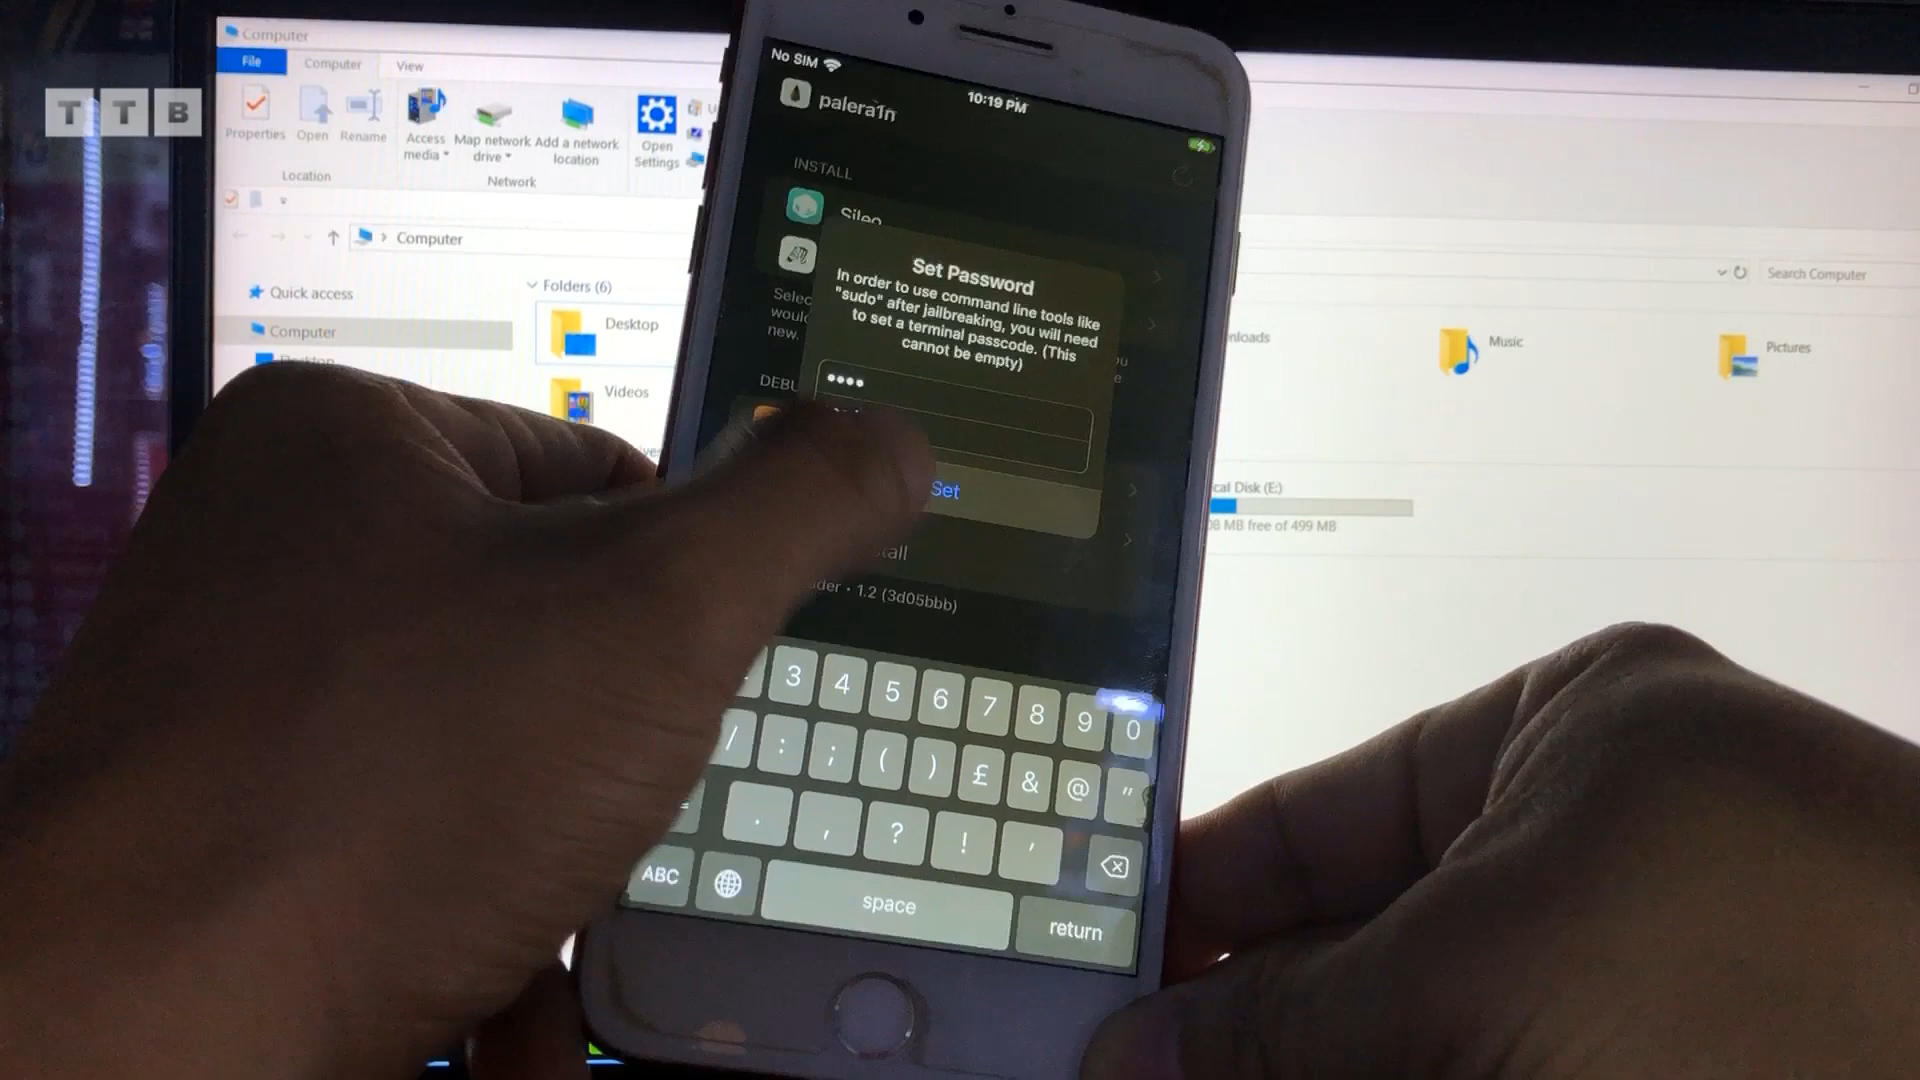 TTB
Computer
File
Computer
View
Properties
Open
Rename
Access media
Map network drive
Add a network location
Open Settings
Location
Network
Computer
Search Computer
Quick access
Computer
Desktop
Folders (6)
Desktop
Videos
Music
Pictures
(E:)
MB free of 499 MB
No SIM
10:19 PM
palera1n
INSTALL
Sileo
new.
Set Password
In order to use command line tools like
"sudo" after jailbreaking, you will need
to set a terminal passcode. (This
cannot be empty)
••••
Set
• 1.2 (3d05bbb)
3 4 5 6 7 8 9 0
/ : ; ( ) £ & @ "
. , ? ! '
ABC
space
return